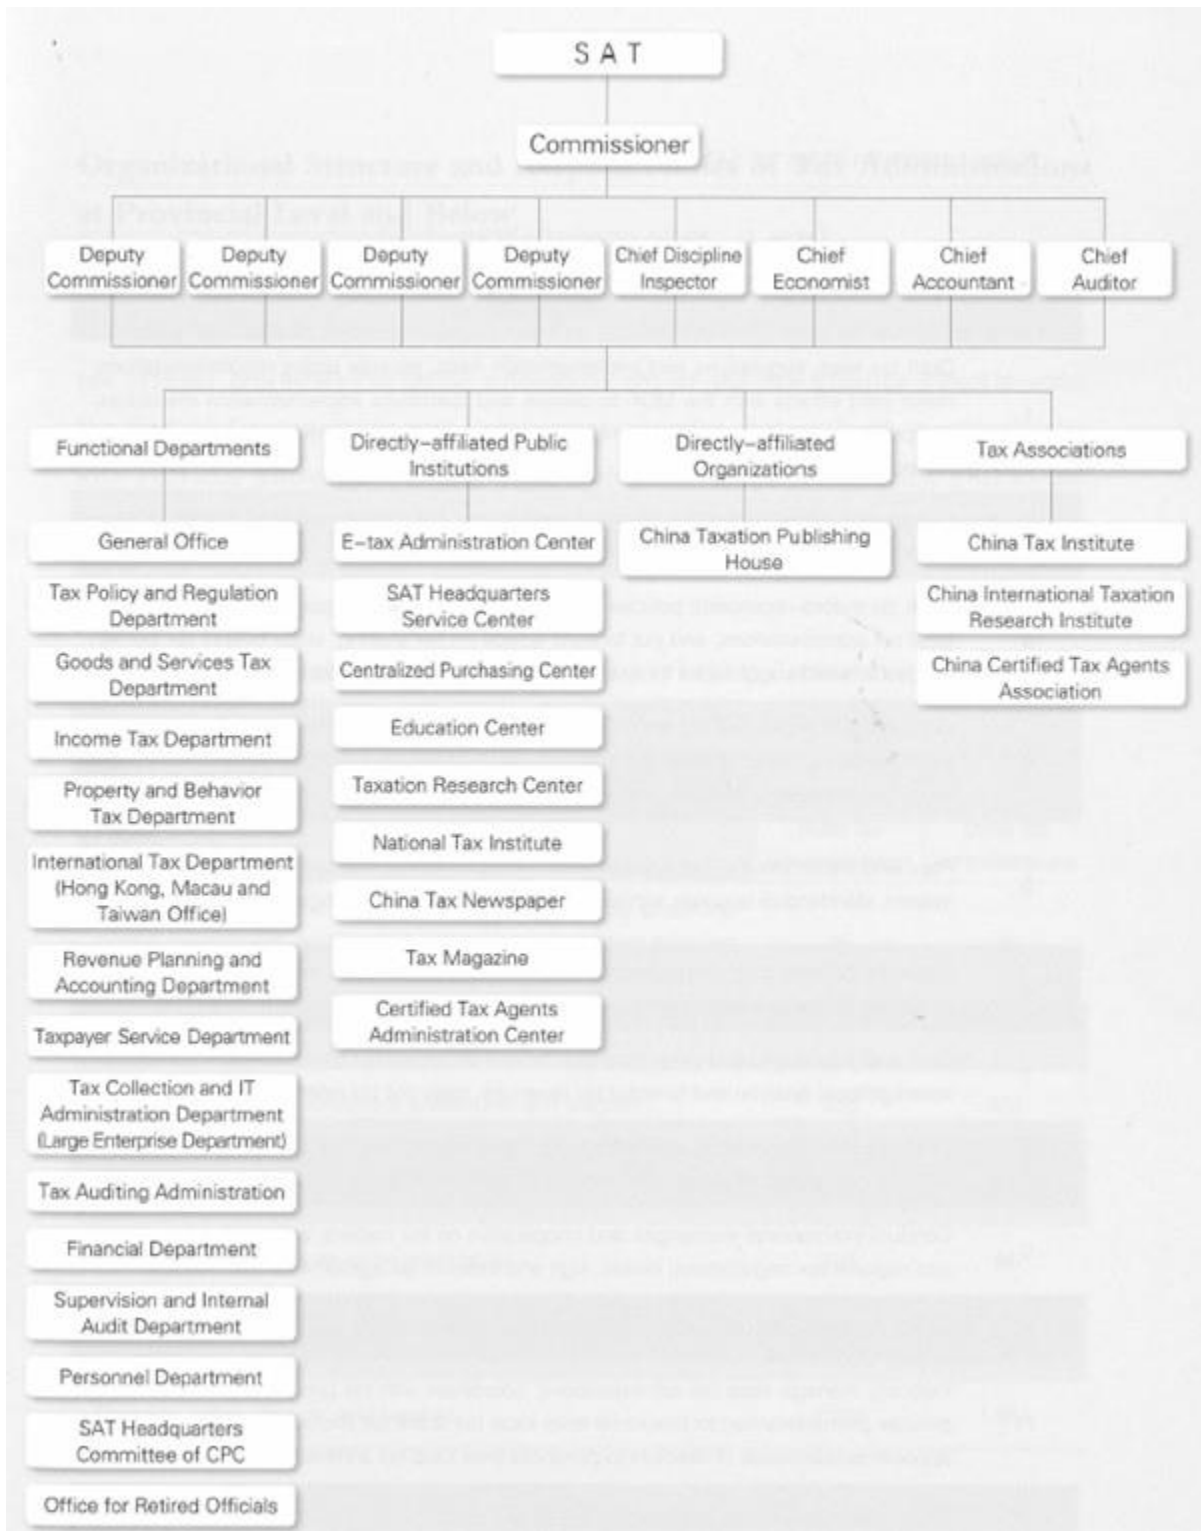 S A T
Commissioner
Deputy
Commissioner
Deputy
Commissioner
Deputy
Commissioner
Deputy
Commissioner
Chief Discipline
Inspector
Chief
Economist
Chief
Accountant
Chief
Auditor
Functional Departments
General Office
Tax Policy and Regulation
Department
Goods and Services Tax
Department
Income Tax Department
Property and Behavior
Tax Department
International Tax Department
(Hong Kong, Macau and
Taiwan Office)
Revenue Planning and
Accounting Department
Taxpayer Service Department
Tax Collection and IT
Administration Department
(Large Enterprise Department)
Tax Auditing Administration
Financial Department
Supervision and Internal
Audit Department
Personnel Department
SAT Headquarters
Committee of CPC
Office for Retired Officials
Directly-affiliated Public
Institutions
E-tax Administration Center
SAT Headquarters
Service Center
Centralized Purchasing Center
Education Center
Taxation Research Center
National Tax Institute
China Tax Newspaper
Tax Magazine
Certified Tax Agents
Administration Center
Directly-affiliated
Organizations
China Taxation Publishing
House
Tax Associations
China Tax Institute
China International Taxation
Research Institute
China Certified Tax Agents
Association